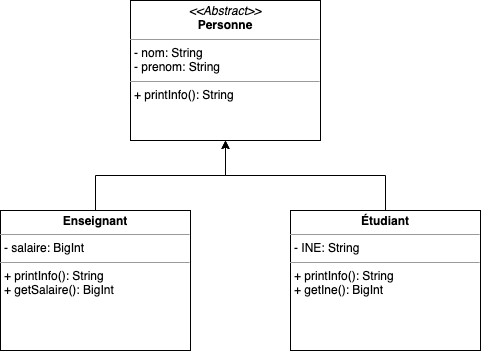 <<Abstract>>
Personne
- nom: String
- prenom: String
+ printInfo(): String
Enseignant
- salaire: BigInt
+ printInfo(): String
+ getSalaire(): BigInt
Étudiant
- INE: String
+ printInfo(): String
+ getIne(): BigInt